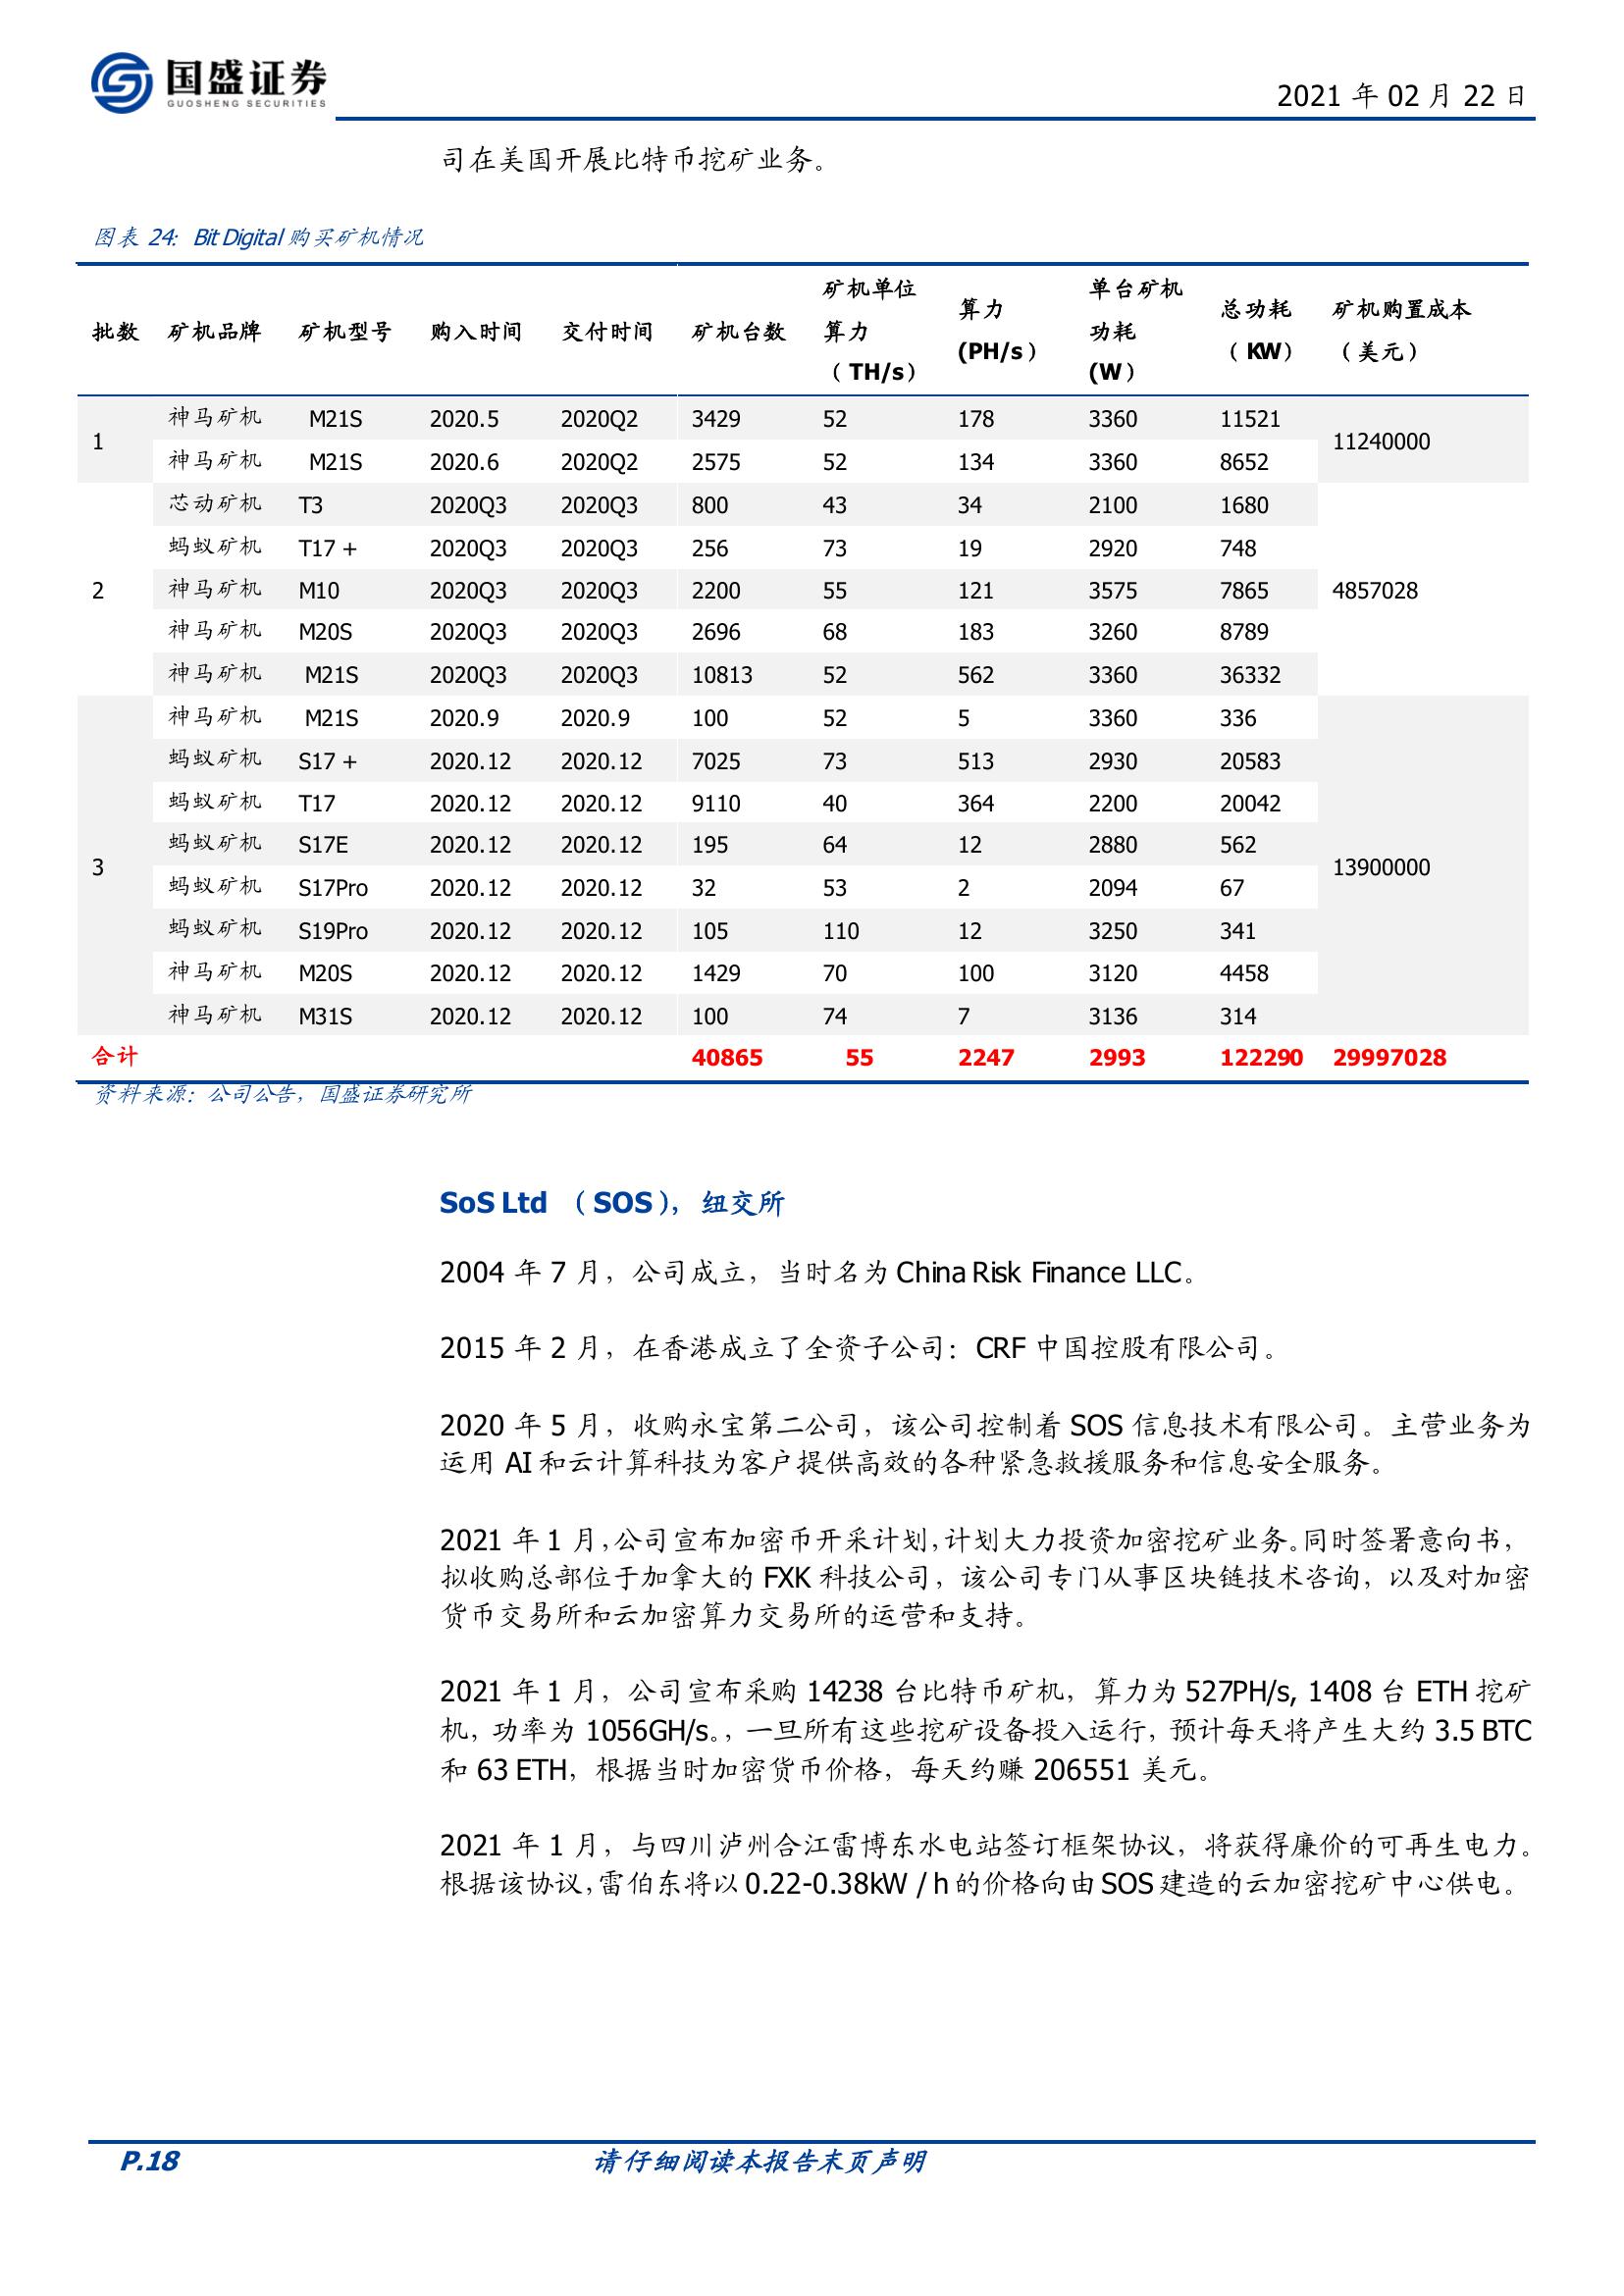 国盛证券
GUOSHENG SECURITIES
2021 年 02 月 22 日
司在美国开展比特币挖矿业务。
图表 24: Bit Digital 购买矿机情况
批数 矿机品牌 矿机型号 购入时间 交付时间 矿机台数 矿机单位算力（TH/s） 算力(PH/s） 单台矿机功耗(W） 总功耗（KW） 矿机购置成本（美元）
1 神马矿机 M21S 2020.5 2020Q2 3429 52 178 3360 11521 11240000
神马矿机 M21S 2020.6 2020Q2 2575 52 134 3360 8652
2 芯动矿机 T3 2020Q3 2020Q3 800 43 34 2100 1680 4857028
蚂蚁矿机 T17 + 2020Q3 2020Q3 256 73 19 2920 748
神马矿机 M10 2020Q3 2020Q3 2200 55 121 3575 7865
神马矿机 M20S 2020Q3 2020Q3 2696 68 183 3260 8789
神马矿机 M21S 2020Q3 2020Q3 10813 52 562 3360 36332
3 神马矿机 M21S 2020.9 2020.9 100 52 5 3360 336 13900000
蚂蚁矿机 S17 + 2020.12 2020.12 7025 73 513 2930 20583
蚂蚁矿机 T17 2020.12 2020.12 9110 40 364 2200 20042
蚂蚁矿机 S17E 2020.12 2020.12 195 64 12 2880 562
蚂蚁矿机 S17Pro 2020.12 2020.12 32 53 2 2094 67
蚂蚁矿机 S19Pro 2020.12 2020.12 105 110 12 3250 341
神马矿机 M20S 2020.12 2020.12 1429 70 100 3120 4458
神马矿机 M31S 2020.12 2020.12 100 74 7 3136 314
合计 40865 55 2247 2993 122290 29997028
资料来源：公司公告，国盛证券研究所
SoS Ltd （SOS），纽交所
2004 年 7 月，公司成立，当时名为 China Risk Finance LLC。
2015 年 2 月，在香港成立了全资子公司：CRF 中国控股有限公司。
2020 年 5 月，收购永宝第二公司，该公司控制着 SOS 信息技术有限公司。主营业务为
运用 AI 和云计算科技为客户提供高效的各种紧急救援服务和信息安全服务。
2021 年 1 月，公司宣布加密币开采计划，计划大力投资加密挖矿业务。同时签署意向书，
拟收购总部位于加拿大的 FXK 科技公司，该公司专门从事区块链技术咨询，以及对加密
货币交易所和云加密算力交易所的运营和支持。
2021 年 1 月，公司宣布采购 14238 台比特币矿机，算力为 527PH/s, 1408 台 ETH 挖矿
机，功率为 1056GH/s。，一旦所有这些挖矿设备投入运行，预计每天将产生大约 3.5 BTC
和 63 ETH，根据当时加密货币价格，每天约赚 206551 美元。
2021 年 1 月，与四川泸州合江雷博东水电站签订框架协议，将获得廉价的可再生电力。
根据该协议，雷伯东将以 0.22-0.38kW / h 的价格向由 SOS 建造的云加密挖矿中心供电。
P.18
请仔细阅读本报告末页声明